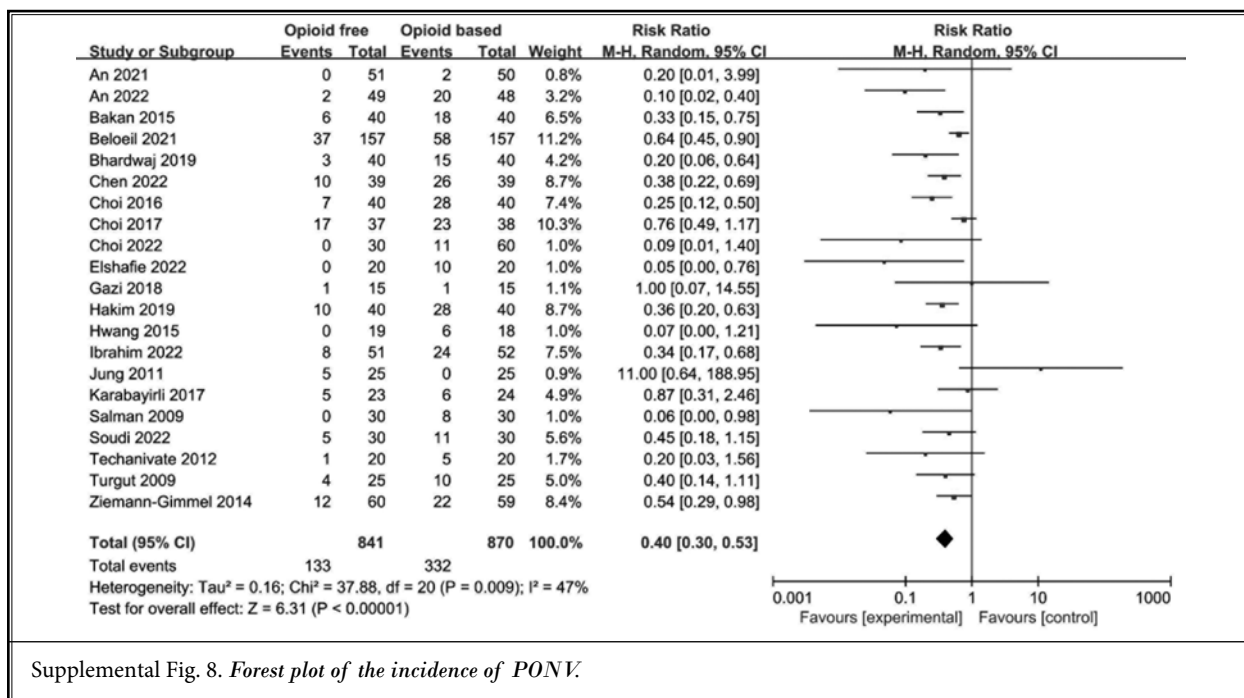 Opioid free Opioid based Risk Ratio Risk Ratio
Study or Subgroup Events Total Events Total Weight M-H, Random, 95% CI M-H, Random, 95% CI
An 2021 0 51 2 50 0.8% 0.20 [0.01, 3.99]
An 2022 2 49 20 48 3.2% 0.10 [0.02, 0.40]
Bakan 2015 6 40 18 40 6.5% 0.33 [0.15, 0.75]
Beloeil 2021 37 157 58 157 11.2% 0.64 [0.45, 0.90]
Bhardwaj 2019 3 40 15 40 4.2% 0.20 [0.06, 0.64]
Chen 2022 10 39 26 39 8.7% 0.38 [0.22, 0.69]
Choi 2016 7 40 28 40 7.4% 0.25 [0.12, 0.50]
Choi 2017 17 37 23 38 10.3% 0.76 [0.49, 1.17]
Choi 2022 0 30 11 60 1.0% 0.09 [0.01, 1.40]
Elshafie 2022 0 20 10 20 1.0% 0.05 [0.00, 0.76]
Gazi 2018 1 15 1 15 1.1% 1.00 [0.07, 14.55]
Hakim 2019 10 40 28 40 8.7% 0.36 [0.20, 0.63]
Hwang 2015 0 19 6 18 1.0% 0.07 [0.00, 1.21]
Ibrahim 2022 8 51 24 52 7.5% 0.34 [0.17, 0.68]
Jung 2011 5 25 0 25 0.9% 11.00 [0.64, 188.95]
Karabayirli 2017 5 23 6 24 4.9% 0.87 [0.31, 2.46]
Salman 2009 0 30 8 30 1.0% 0.06 [0.00, 0.98]
Soudi 2022 5 30 11 30 5.6% 0.45 [0.18, 1.15]
Techanivate 2012 1 20 5 20 1.7% 0.20 [0.03, 1.56]
Turgut 2009 4 25 10 25 5.0% 0.40 [0.14, 1.11]
Ziemann-Gimmel 2014 12 60 22 59 8.4% 0.54 [0.29, 0.98]
Total (95% CI) 841 870 100.0% 0.40 [0.30, 0.53]
Total events 133 332
Heterogeneity: Tau² = 0.16; Chi² = 37.88, df = 20 (P = 0.009); I² = 47%
Test for overall effect: Z = 6.31 (P < 0.00001)
0.001 0.1 1 10 1000
Favours [experimental] Favours [control]
Supplemental Fig. 8. Forest plot of the incidence of PONV.